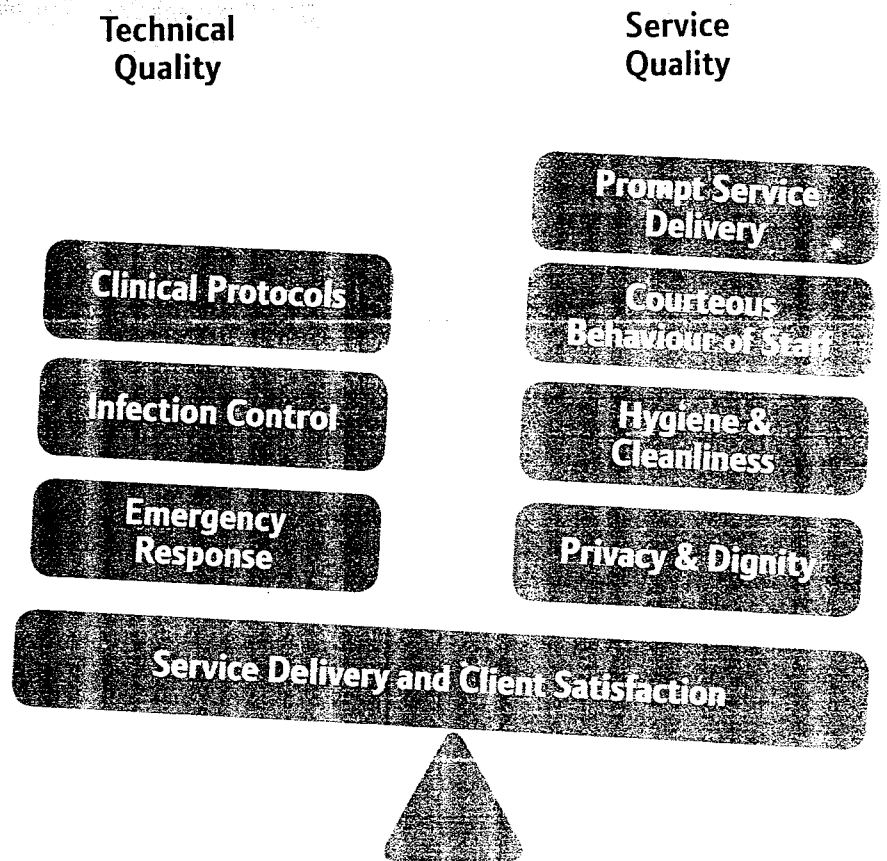 Technical
Quality
Service
Quality
Clinical Protocols
Infection Control
Emergency
Response
Prompt Service
Delivery
Courteous
Behaviour of Staff
Hygiene &
Cleanliness
Privacy & Dignity
Service Delivery and Client Satisfaction